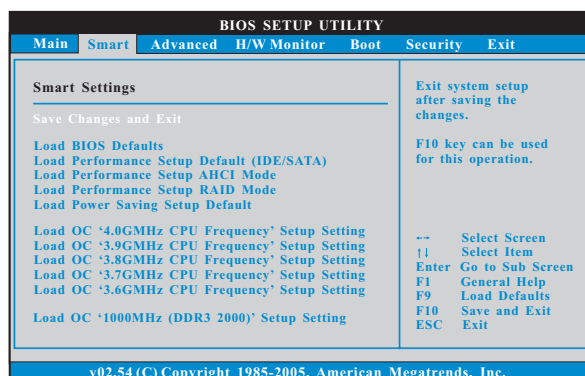 BIOS SETUP UTILITY
Main Smart Advanced H/W Monitor Boot Security Exit
Smart Settings
Save Changes and Exit
Load BIOS Defaults
Load Performance Setup Default (IDE/SATA)
Load Performance Setup AHCI Mode
Load Performance Setup RAID Mode
Load Power Saving Setup Default
Load OC ‘4.0GMHz CPU Frequency’ Setup Setting
Load OC ‘3.9GMHz CPU Frequency’ Setup Setting
Load OC ‘3.8GMHz CPU Frequency’ Setup Setting
Load OC ‘3.7GMHz CPU Frequency’ Setup Setting
Load OC ‘3.6GMHz CPU Frequency’ Setup Setting
Load OC ‘1000MHz (DDR3 2000)’ Setup Setting
Exit system setup
after saving the
changes.
F10 key can be used
for this operation.
←→ Select Screen
↑↓ Select Item
Enter Go to Sub Screen
F1 General Help
F9 Load Defaults
F10 Save and Exit
ESC Exit
v02.54 (C) Copyright 1985-2005, American Megatrends, Inc.